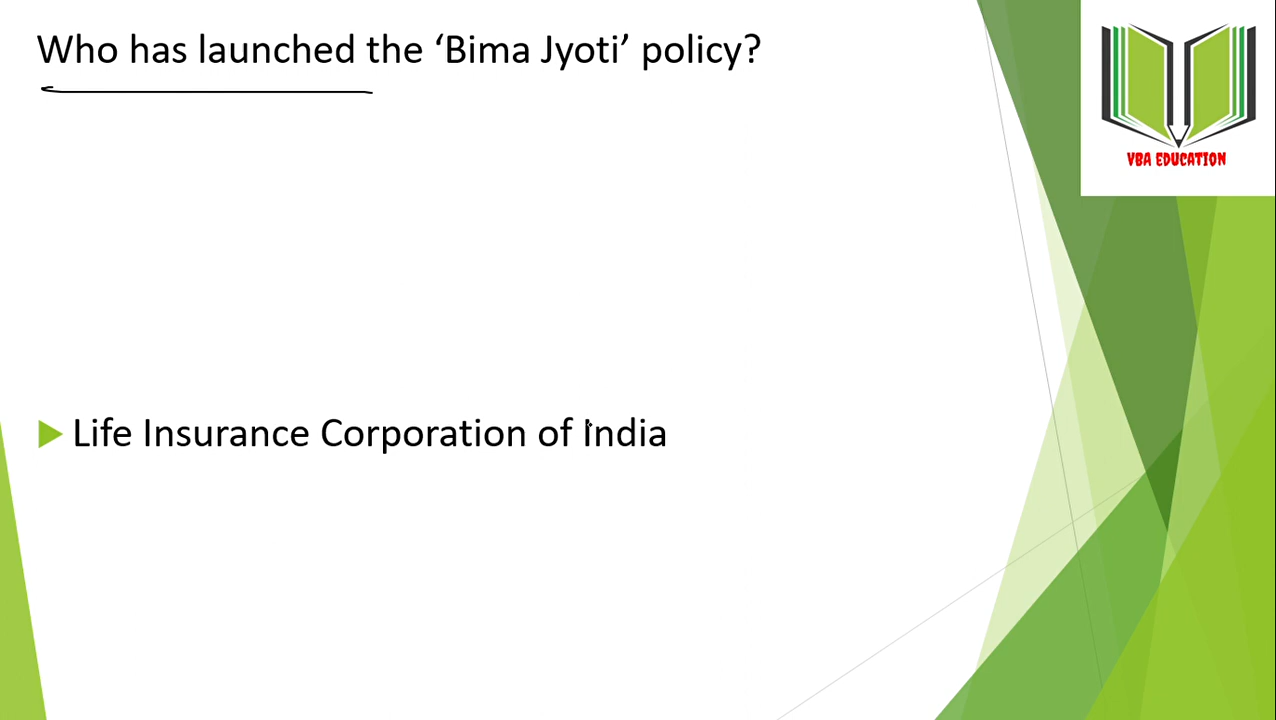 Who has launched the ‘Bima Jyoti’ policy?
VBA EDUCATION
Life Insurance Corporation of India